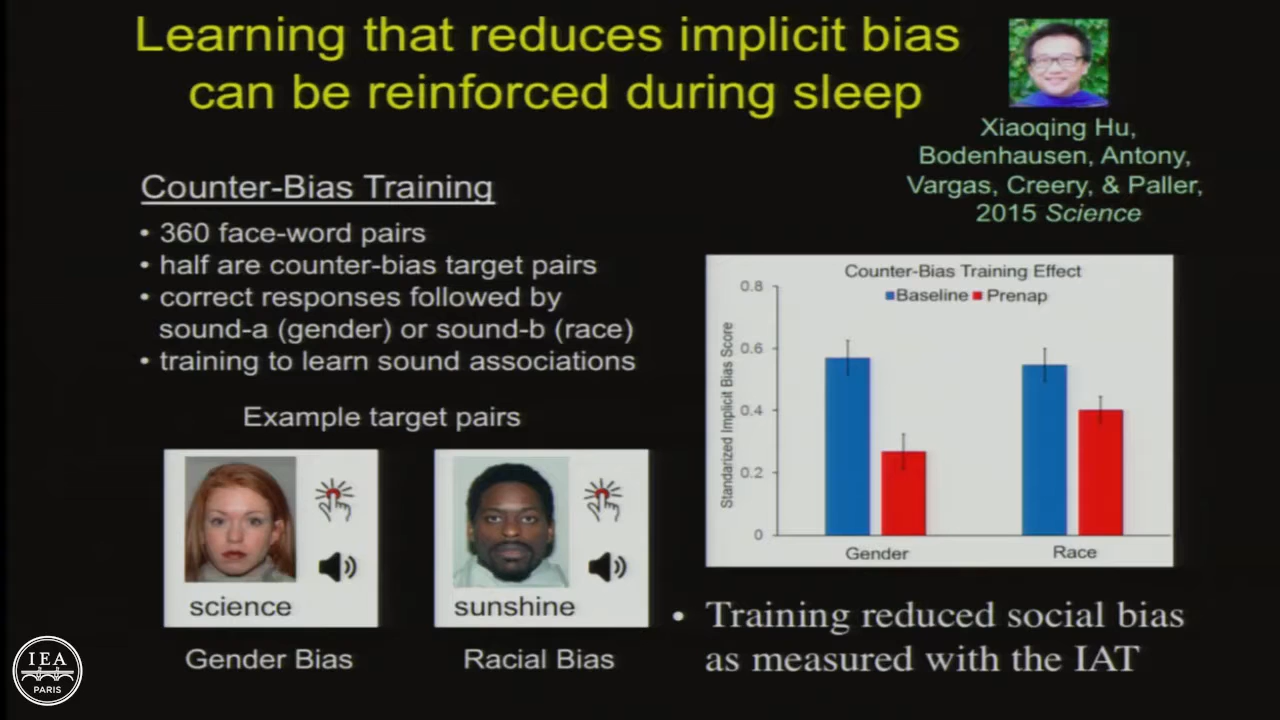 Learning that reduces implicit bias
can be reinforced during sleep
Xiaoqing Hu,
Bodenhausen, Antony,
Vargas, Creery, & Paller,
2015 Science
Counter-Bias Training
• 360 face-word pairs
• half are counter-bias target pairs
• correct responses followed by
sound-a (gender) or sound-b (race)
• training to learn sound associations
Example target pairs
science
sunshine
Gender Bias
Racial Bias
Counter-Bias Training Effect
Baseline
Prenap
Standarized Implicit Bias Score
0.8
0.6
0.4
0.2
0
Gender
Race
• Training reduced social bias
as measured with the IAT
IEA
PARIS